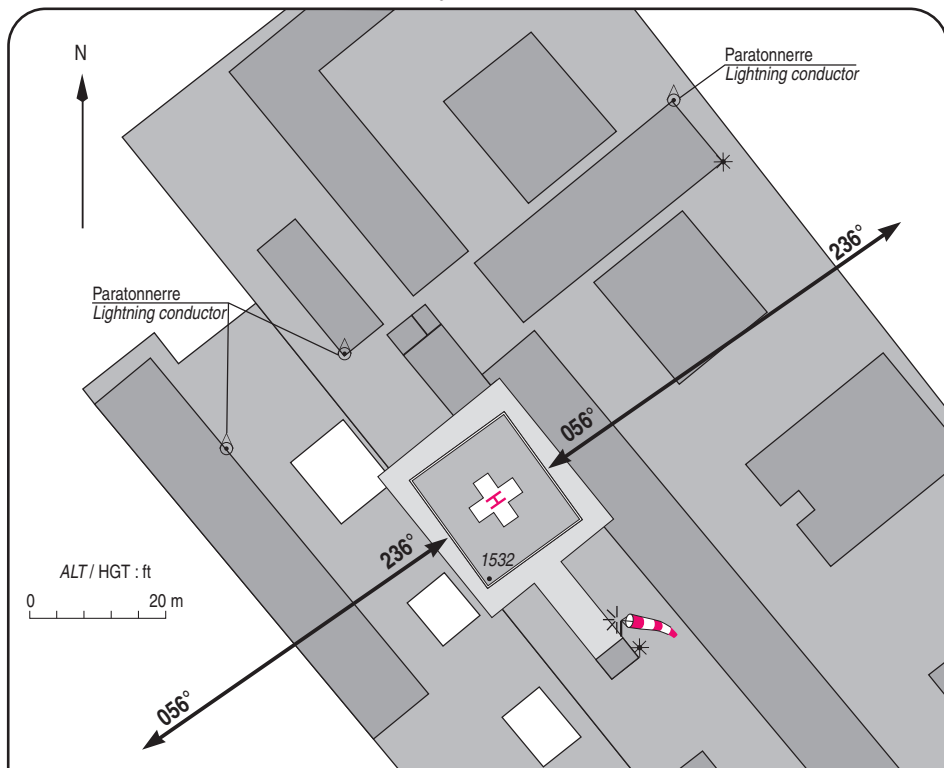 N
Paratonnerre
Lightning conductor
236°
Paratonnerre
Lightning conductor
056°
H
236°
1532
ALT / HGT : ft
0 20 m
056°